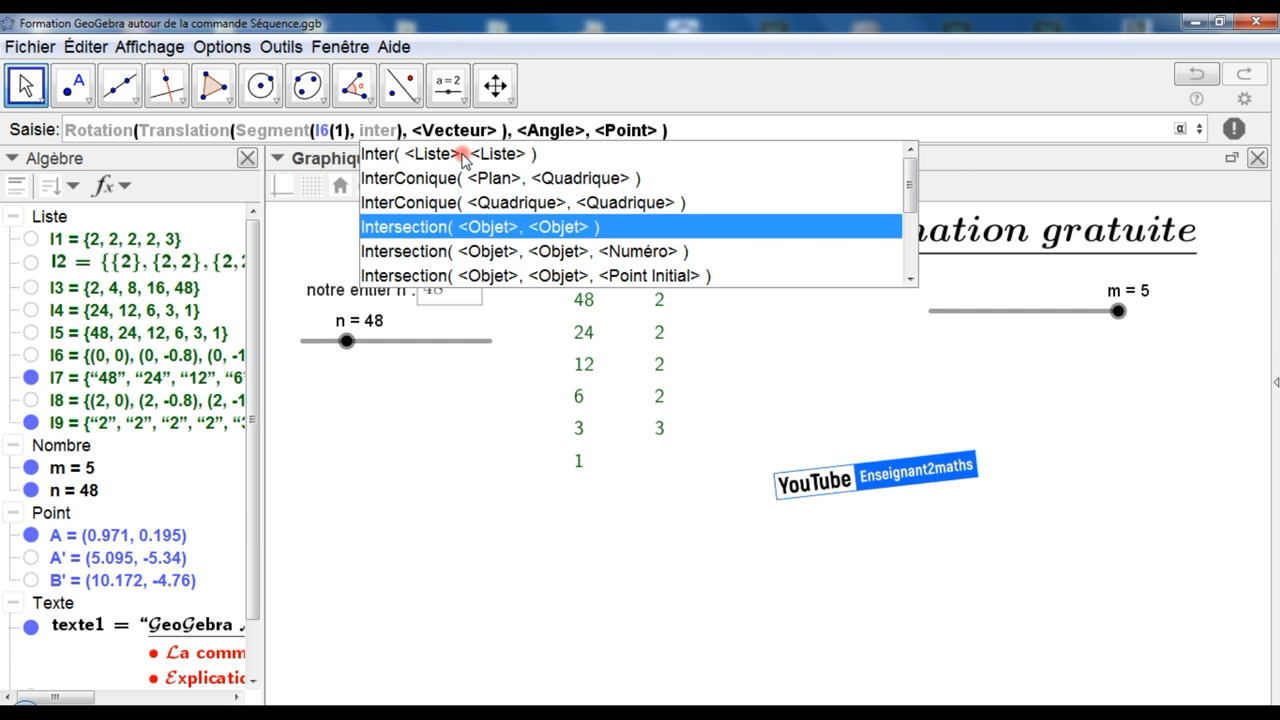 Formation GeoGebra autour de la commande Séquence.ggb
Fichier Éditer Affichage Options Outils Fenêtre Aide
A
α
a=2
Saisie: Rotation(Translation(Segment(l6(1), inter), <Vecteur> ), <Angle>, <Point> )
α
Algèbre
Graphiqu
Inter( <Liste>, <Liste> )
InterConique( <Plan>, <Quadrique> )
InterConique( <Quadrique>, <Quadrique> )
Intersection( <Objet>, <Objet> )
Intersection( <Objet>, <Objet>, <Numéro> )
Intersection( <Objet>, <Objet>, <Point Initial> )
fx
Liste
l1 = {2, 2, 2, 2, 3}
l2 = {{2}, {2, 2}, {2, 2
l3 = {2, 4, 8, 16, 48}
l4 = {24, 12, 6, 3, 1}
l5 = {48, 24, 12, 6, 3, 1}
l6 = {(0, 0), (0, -0.8), (0, -1
l7 = {“48”, “24”, “12”, “6”
l8 = {(2, 0), (2, -0.8), (2, -1
l9 = {“2”, “2”, “2”, “2”, “3
Nombre
m = 5
n = 48
Point
A = (0.971, 0.195)
A' = (5.095, -5.34)
B' = (10.172, -4.76)
Texte
texte1 = “GeoGebra
• La comm
• Explicatio
mation gratuite
notre entier n : 48
n = 48
m = 5
48 2
24 2
12 2
6 2
3 3
1
YouTube Enseignant2maths